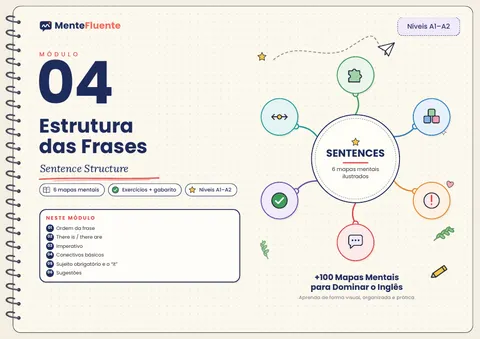 MenteFluente
Níveis A1–A2
MÓDULO
04
Estrutura
das Frases
Sentence Structure
6 mapas mentais
Exercícios + gabarito
Níveis A1–A2
NESTE MÓDULO
01 Ordem da frase
02 There is / there are
03 Imperativo
04 Conectivos básicos
05 Sujeito obrigatório e o "it"
06 Sugestões
SENTENCES
6 mapas mentais
ilustrados
+100 Mapas Mentais
para Dominar o Inglês
Aprenda de forma visual, organizada e prática